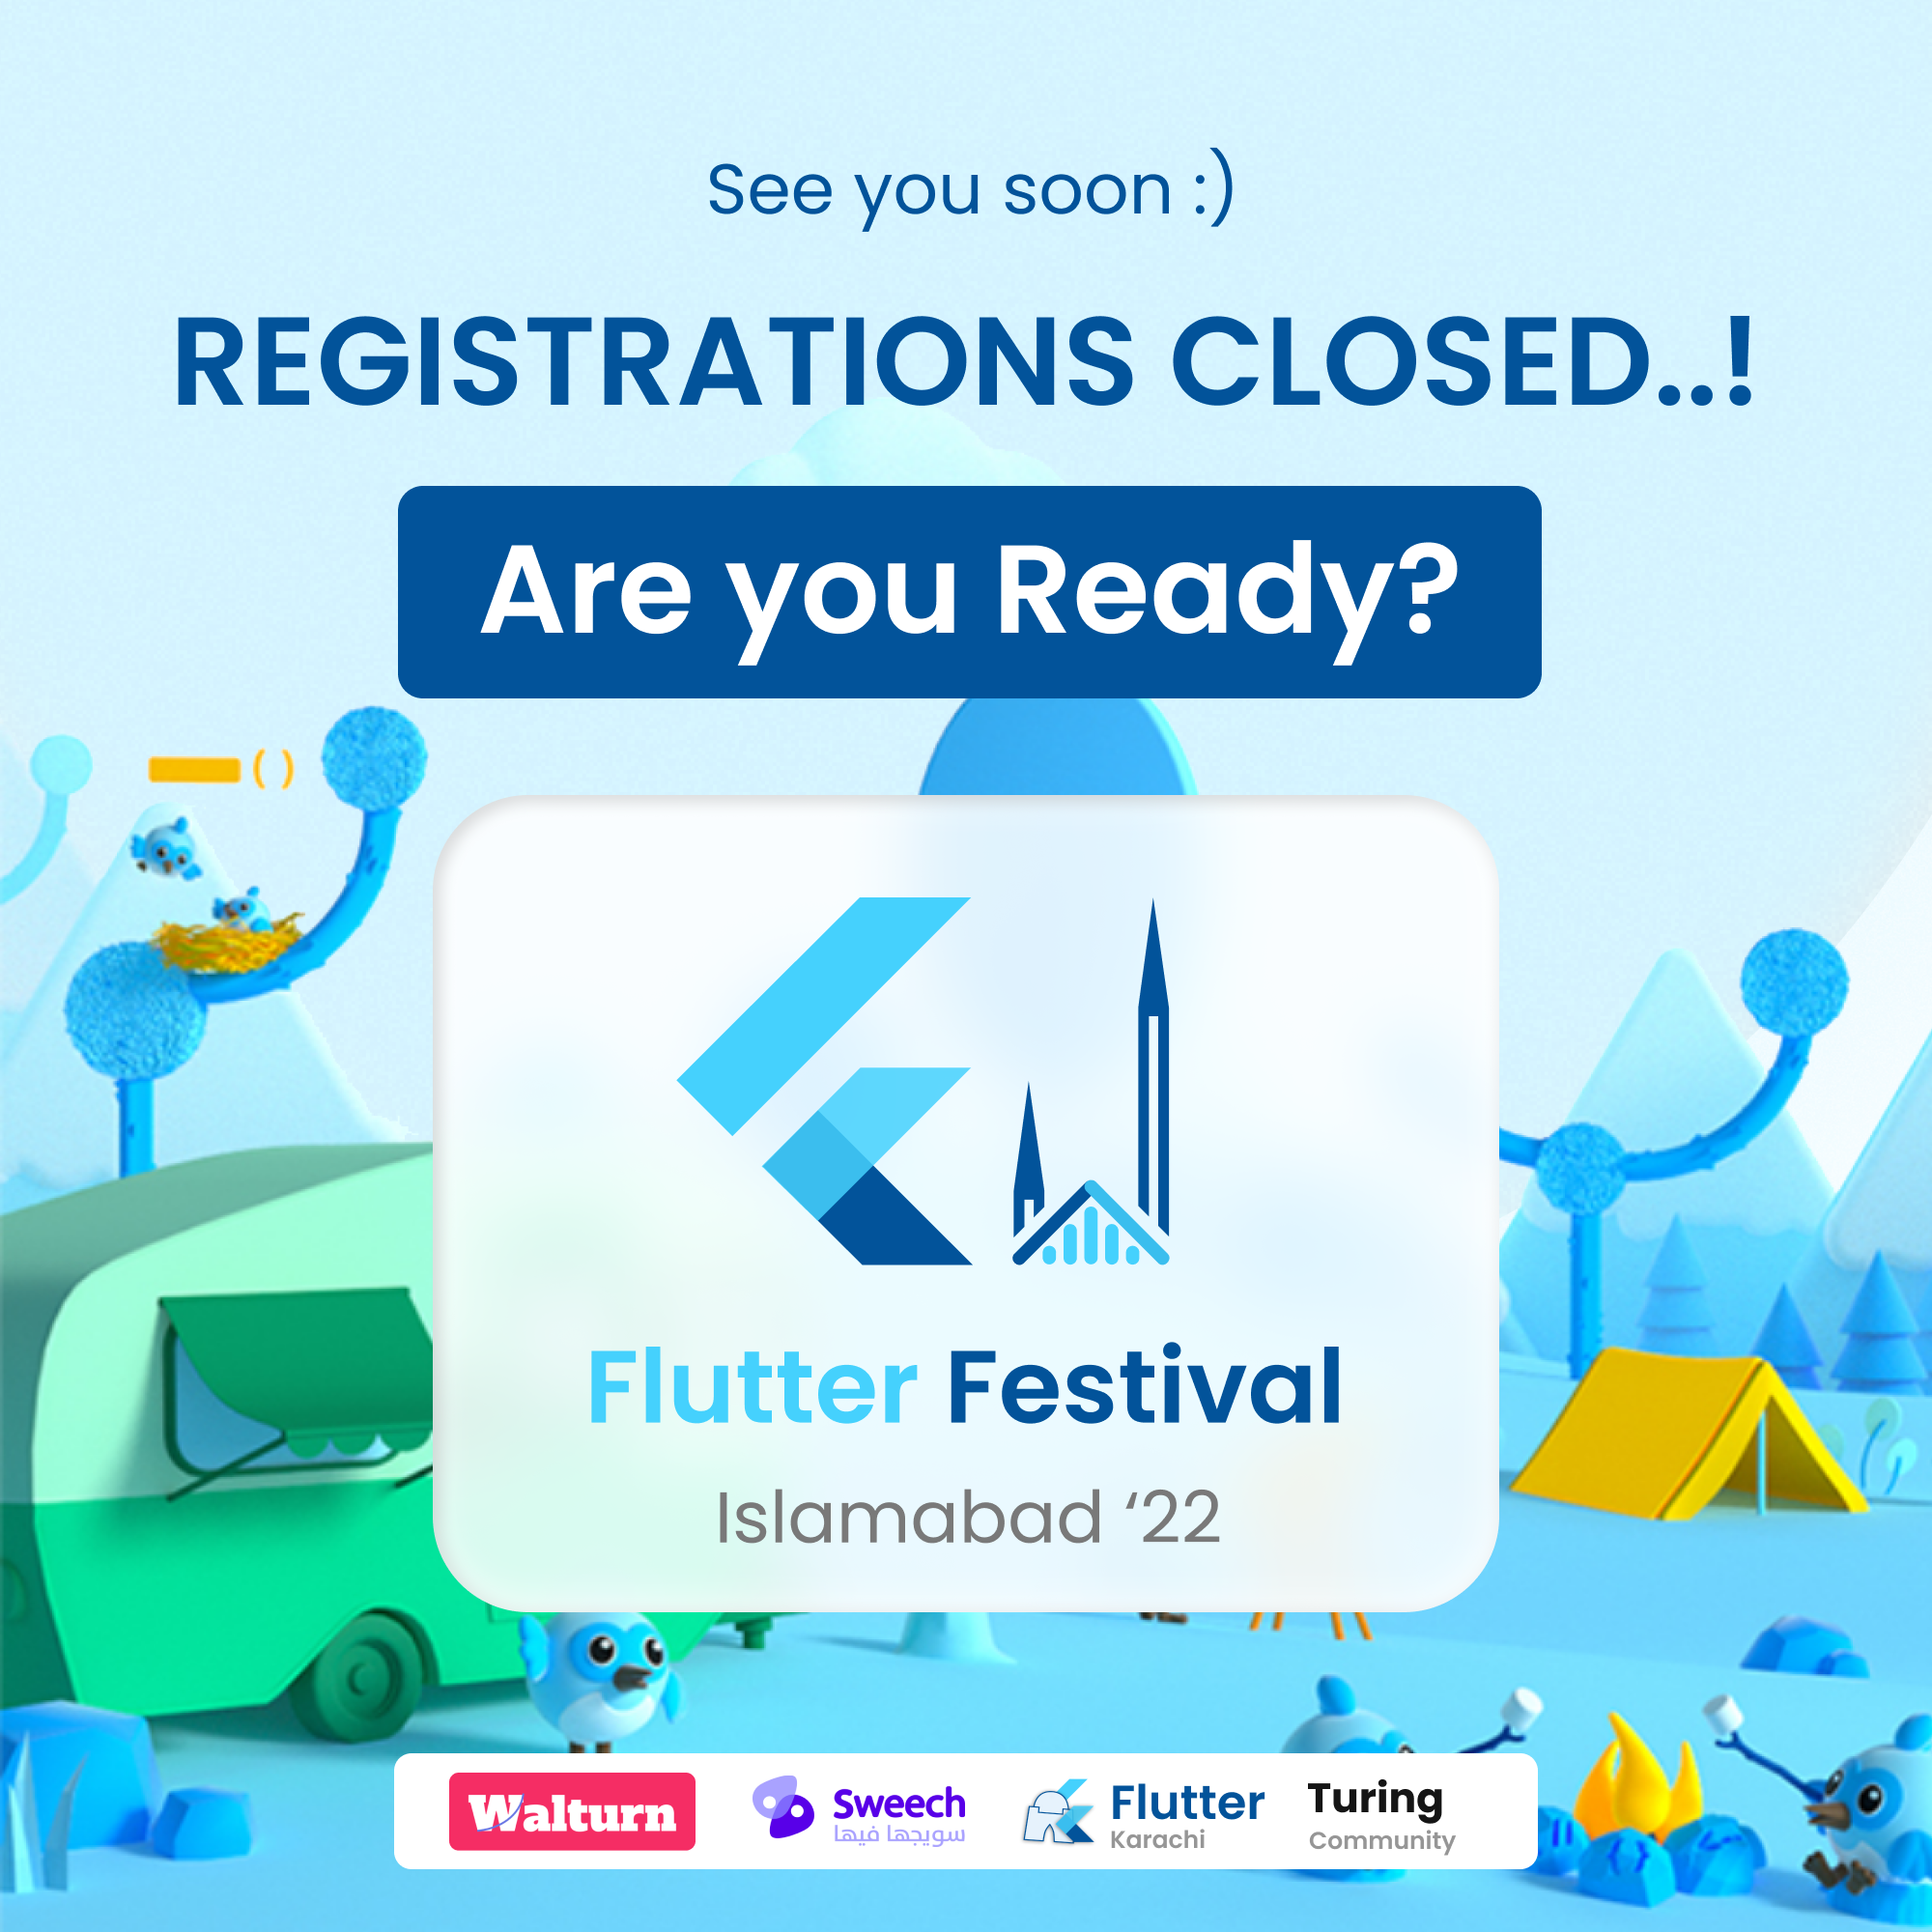 See you soon :)
REGISTRATIONS CLOSED..!
Are you Ready?
( )
Flutter Festival
Islamabad ‘22
Walturn
Sweech
سويجها فيها
Flutter
Karachi
Turing
Community
{ }